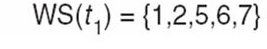 WS(t₁) = {1,2,5,6,7}